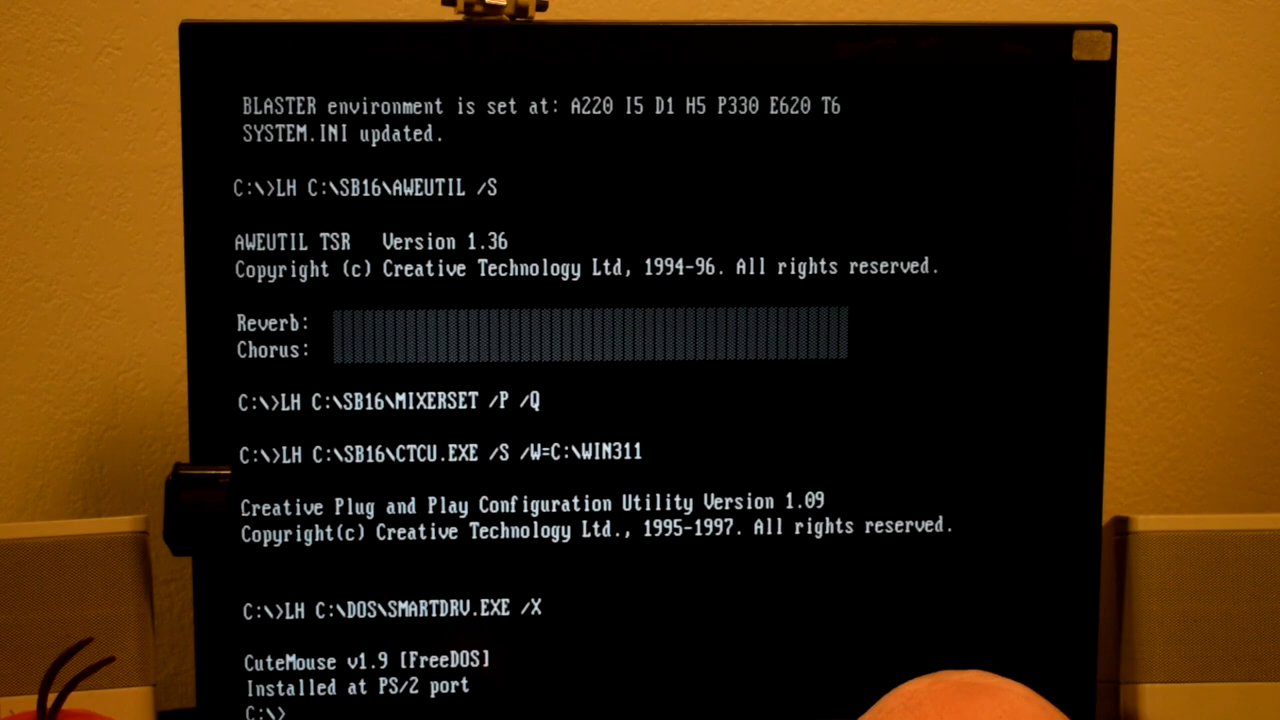 BLASTER environment is set at: A220 I5 D1 H5 P330 E620 T6
SYSTEM.INI updated.
C:\>LH C:\SB16\AWEUTIL /S
AWEUTIL TSR   Version 1.36
Copyright (c) Creative Technology Ltd, 1994-96. All rights reserved.
Reverb:
Chorus:
C:\>LH C:\SB16\MIXERSET /P /Q
C:\>LH C:\SB16\CTCU.EXE /S /W=C:\WIN311
Creative Plug and Play Configuration Utility Version 1.09
Copyright(c) Creative Technology Ltd., 1995-1997. All rights reserved.
C:\>LH C:\DOS\SMARTDRV.EXE /X
CuteMouse v1.9 [FreeDOS]
Installed at PS/2 port
C:\>